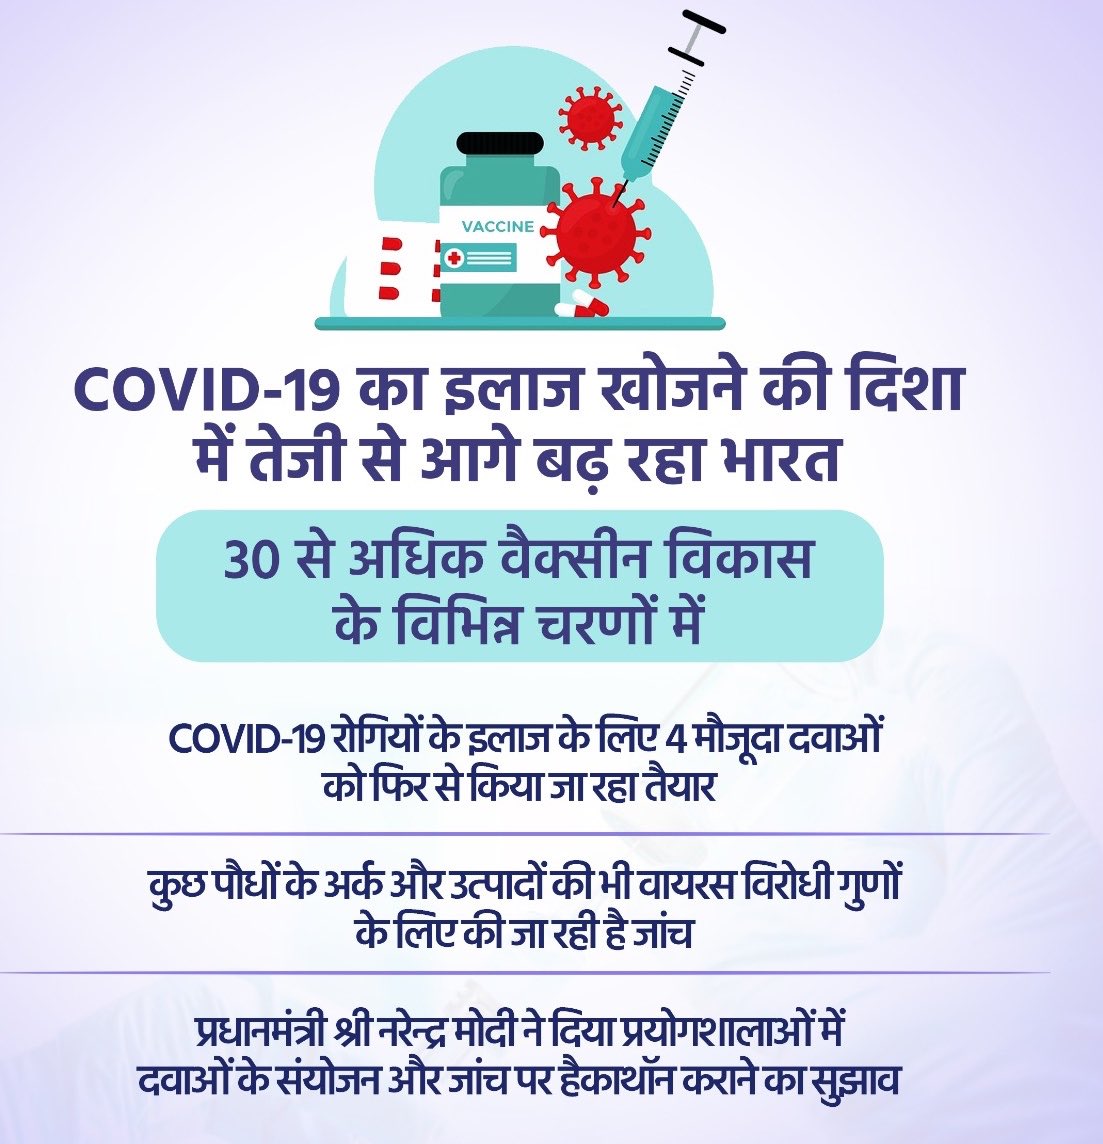 VACCINE
COVID-19 का इलाज खोजने की दिशा
में तेजी से आगे बढ़ रहा भारत
30 से अधिक वैक्सीन विकास
के विभिन्न चरणों में
COVID-19 रोगियों के इलाज के लिए 4 मौजूदा दवाओं
को फिर से किया जा रहा तैयार
कुछ पौधों के अर्क और उत्पादों की भी वायरस विरोधी गुणों
के लिए की जा रही है जांच
प्रधानमंत्री श्री नरेन्द्र मोदी ने दिया प्रयोगशालाओं में
दवाओं के संयोजन और जांच पर हैकाथॉन कराने का सुझाव